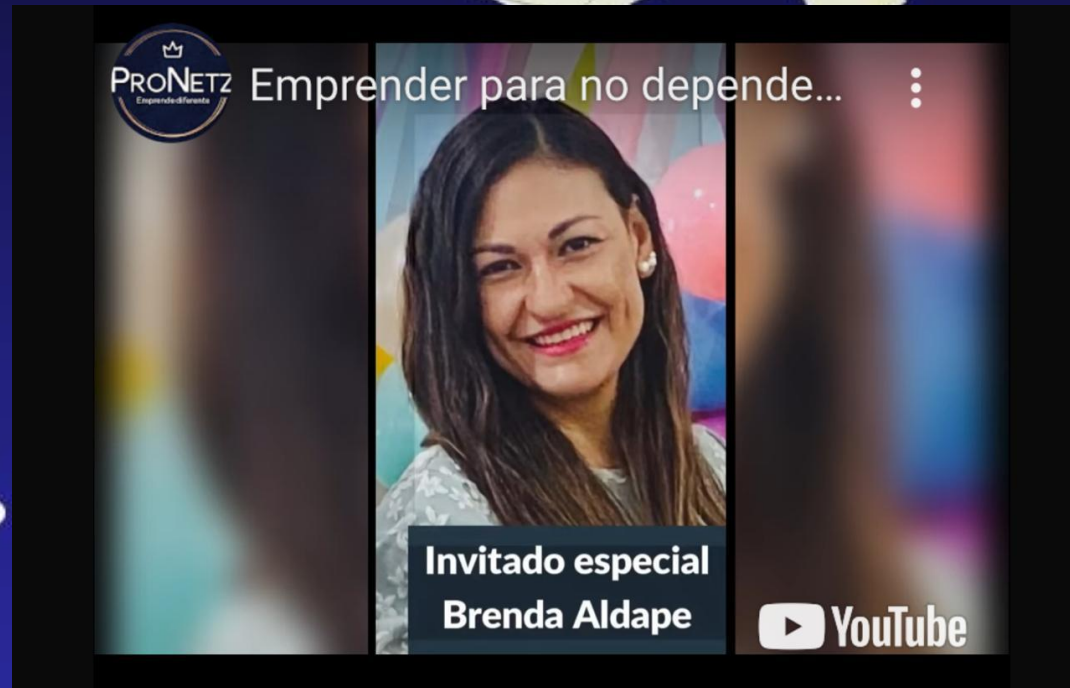 PRONETZ
Emprende diferente
Emprender para no depende...
Invitado especial
Brenda Aldape
YouTube